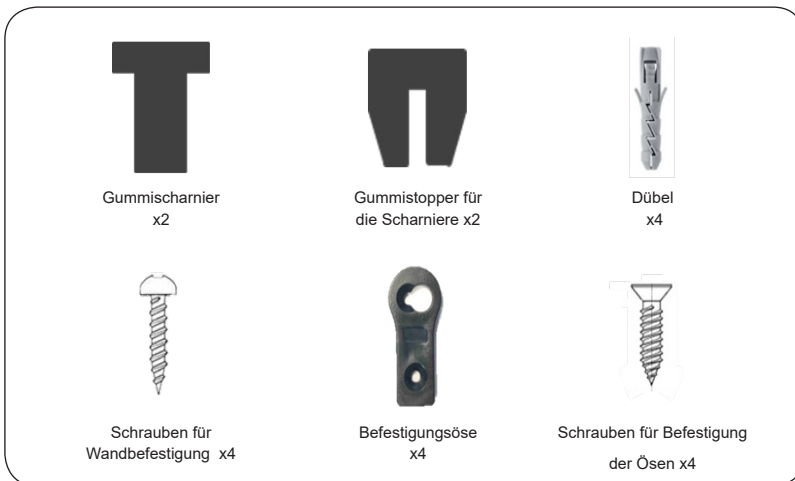 Gummischarnier
x2
Gummistopper für
die Scharniere x2
Dübel
x4
Schrauben für
Wandbefestigung x4
Befestigungsöse
x4
Schrauben für Befestigung
der Ösen x4